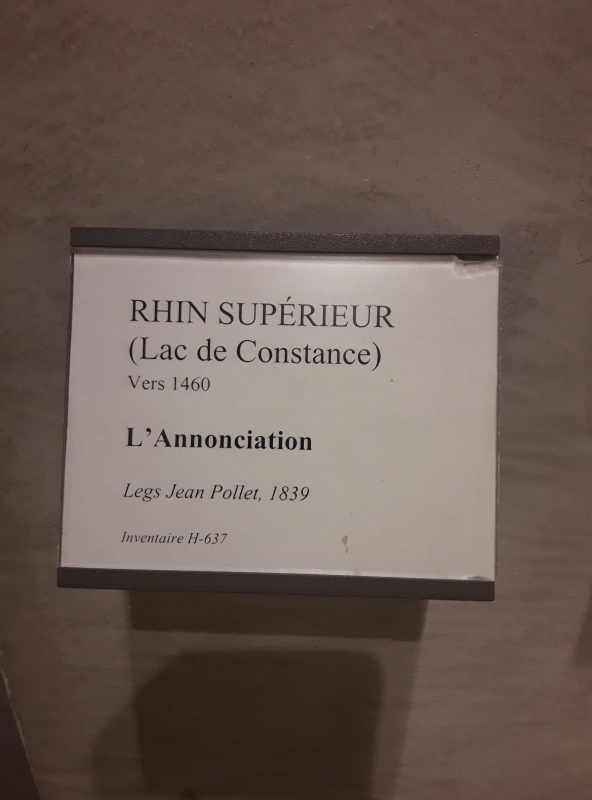 RHIN SUPÉRIEUR
(Lac de Constance)
Vers 1460
L’Annonciation
Legs Jean Pollet, 1839
Inventaire H-637